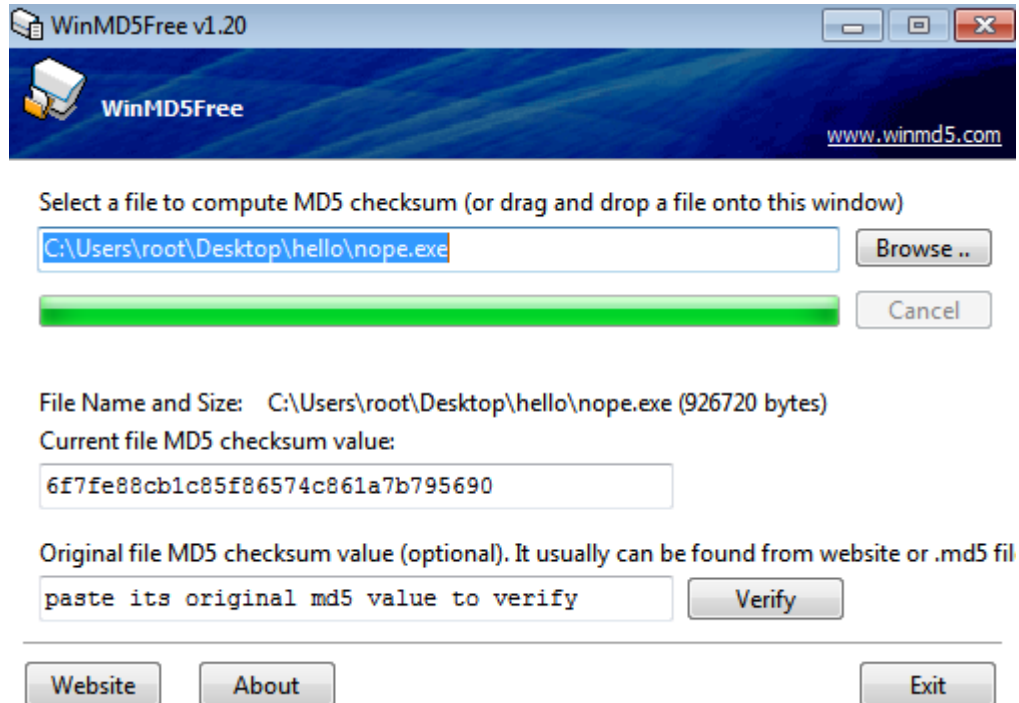 WinMD5Free v1.20
WinMD5Free
www.winmd5.com
Select a file to compute MD5 checksum (or drag and drop a file onto this window)
C:\Users\root\Desktop\hello\nope.exe
Browse ..
Cancel
File Name and Size: C:\Users\root\Desktop\hello\nope.exe (926720 bytes)
Current file MD5 checksum value:
6f7fe88cb1c85f86574c861a7b795690
Original file MD5 checksum value (optional). It usually can be found from website or .md5 fil
paste its original md5 value to verify
Verify
Website
About
Exit